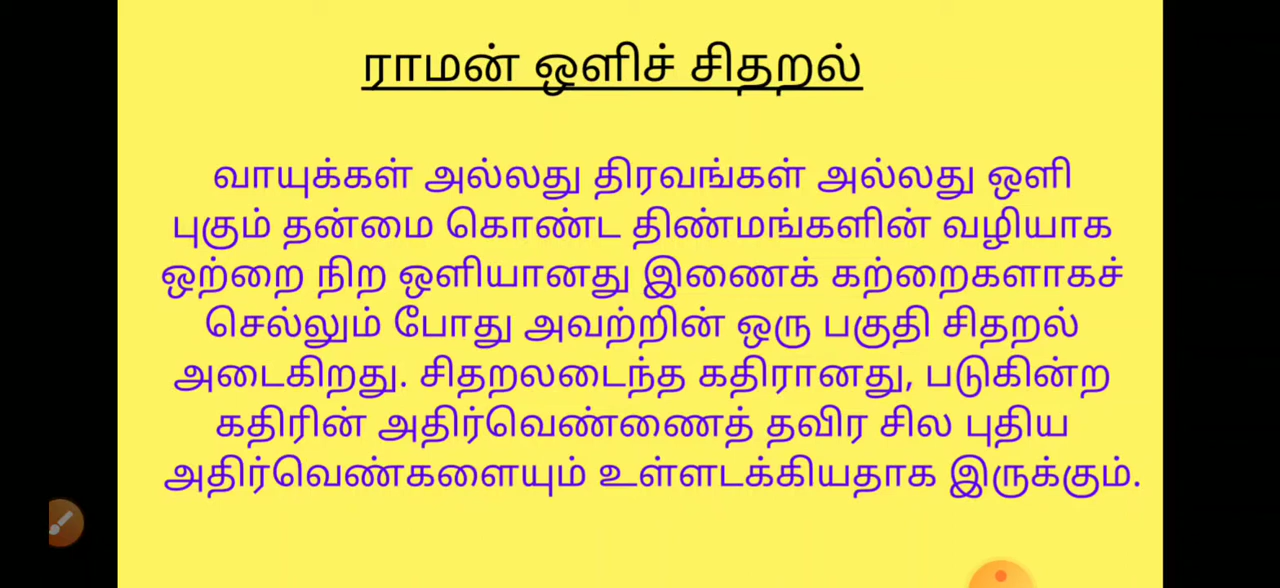 ராமன் ஒளிச் சிதறல்
வாயுக்கள் அல்லது திரவங்கள் அல்லது ஒளி
புகும் தன்மை கொண்ட திண்மங்களின் வழியாக
ஒற்றை நிற ஒளியானது இணைக் கற்றைகளாகச்
செல்லும் போது அவற்றின் ஒரு பகுதி சிதறல்
அடைகிறது. சிதறலடைந்த கதிரானது, படுகின்ற
கதிரின் அதிர்வெண்ணைத் தவிர சில புதிய
அதிர்வெண்களையும் உள்ளடக்கியதாக இருக்கும்.